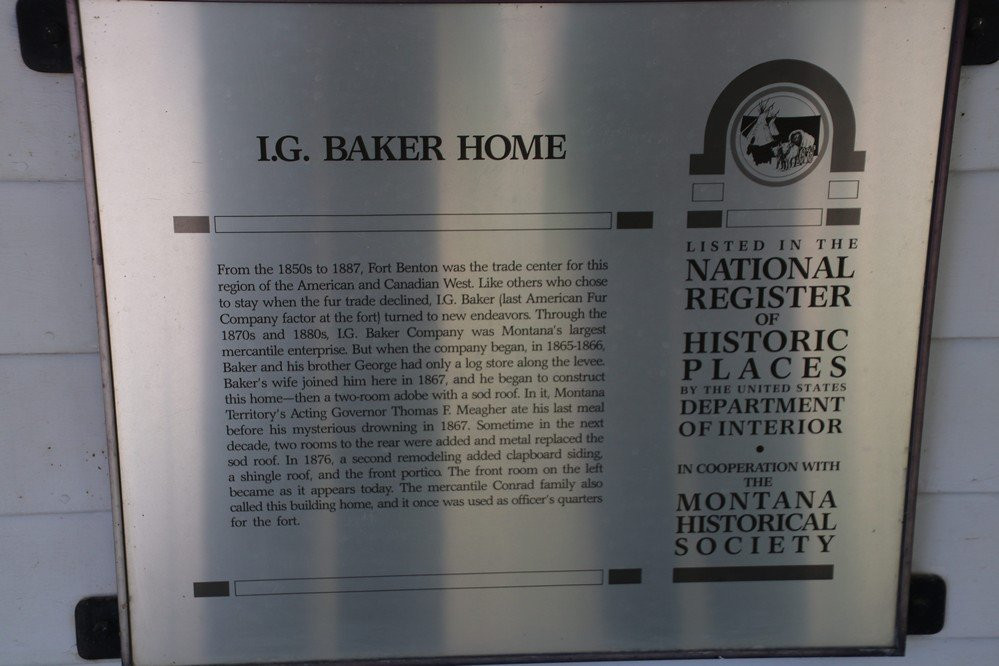 I.G. BAKER HOME
From the 1850s to 1887, Fort Benton was the trade center for this
region of the American and Canadian West. Like others who chose
to stay when the fur trade declined, I.G. Baker (last American Fur
Company factor at the fort) turned to new endeavors. Through the
1870s and 1880s, I.G. Baker Company was Montana's largest
mercantile enterprise. But when the company began, in 1865-1866,
Baker and his brother George had only a log store along the levee.
Baker's wife joined him here in 1867, and he began to construct
this home—then a two-room adobe with a sod roof. In it, Montana
Territory's Acting Governor Thomas F. Meagher ate his last meal
before his mysterious drowning in 1867. Sometime in the next
decade, two rooms to the rear were added and metal replaced the
sod roof. In 1876, a second remodeling added clapboard siding,
a shingle roof, and the front portico. The front room on the left
became as it appears today. The mercantile Conrad family also
called this building home, and it once was used as officer's quarters
for the fort.
LISTED IN THE
NATIONAL
REGISTER
OF
HISTORIC
PLACES
BY THE UNITED STATES
DEPARTMENT
OF INTERIOR
•
IN COOPERATION WITH
THE
MONTANA
HISTORICAL
SOCIETY